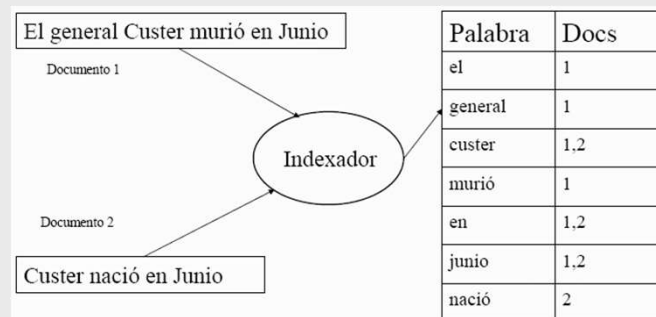 El general Custer murió en Junio
Documento 1
Indexador
Documento 2
Custer nació en Junio
Palabra Docs
el 1
general 1
custer 1,2
murió 1
en 1,2
junio 1,2
nació 2